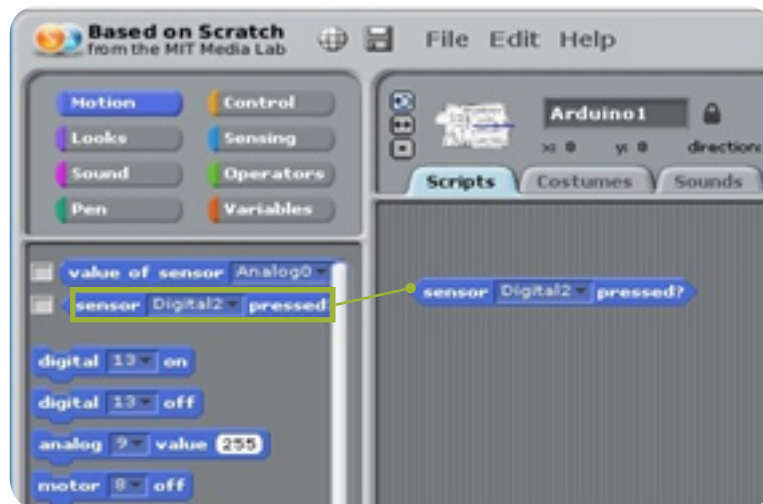 Based on Scratch
from the MIT Media Lab
File Edit Help
Motion Control
Looks Sensing
Sound Operators
Pen Variables
Arduino1
x: 0 y: 0 direction:
Scripts Costumes Sounds
value of sensor Analog0
sensor Digital2 pressed
sensor Digital2 pressed?
digital 13 on
digital 13 off
analog 9 value 255
motor 8 off